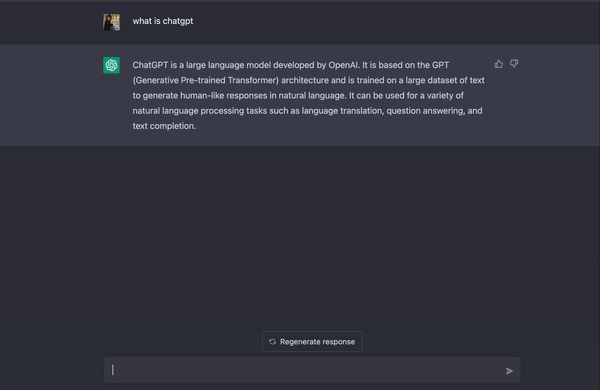 what is chatgpt
ChatGPT is a large language model developed by OpenAI. It is based on the GPT
(Generative Pre-trained Transformer) architecture and is trained on a large dataset of text
to generate human-like responses in natural language. It can be used for a variety of
natural language processing tasks such as language translation, question answering, and
text completion.
Regenerate response